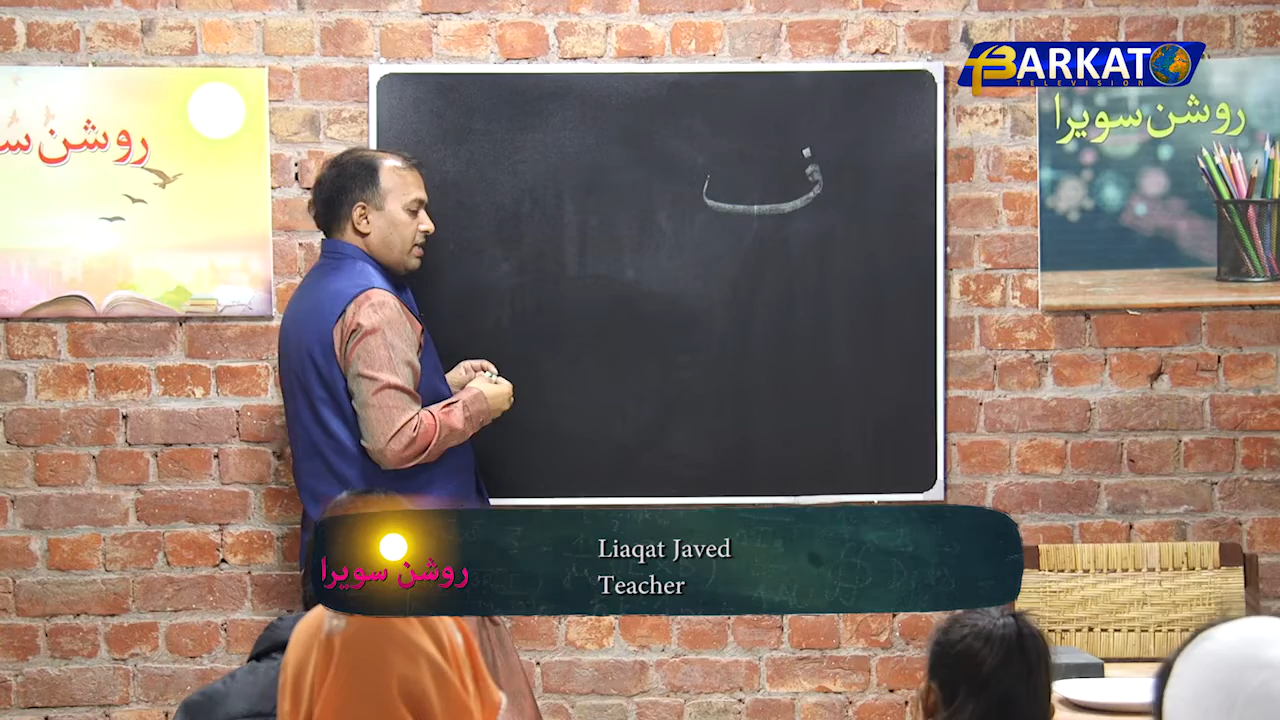 BARKAT
TELEVISION
روشن سویرا
روشن
ف
Liaqat Javed
Teacher
روشن سویرا